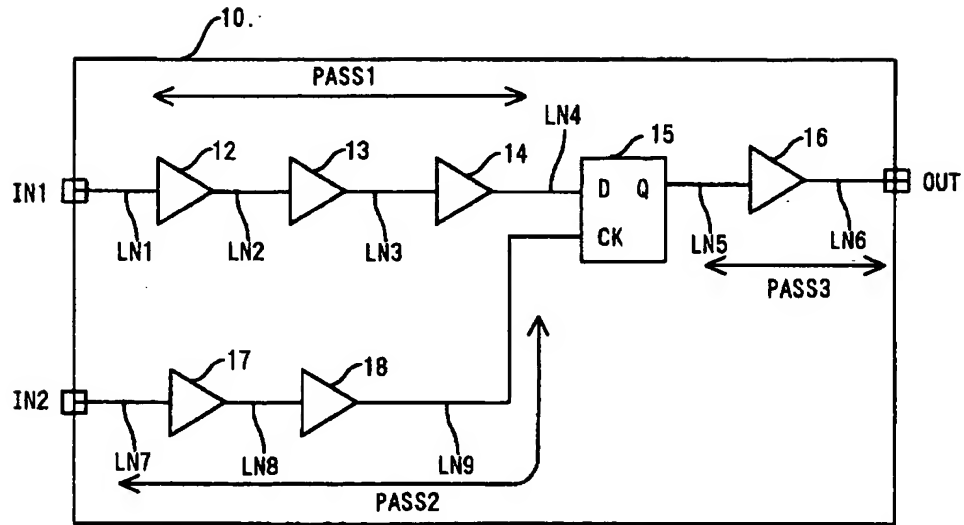 10.
PASS1
LN4
12
13
14
15
16
IN1
D Q
CK
OUT
LN1
LN2
LN3
LN5
LN6
PASS3
17
18
IN2
LN7
LN8
LN9
PASS2